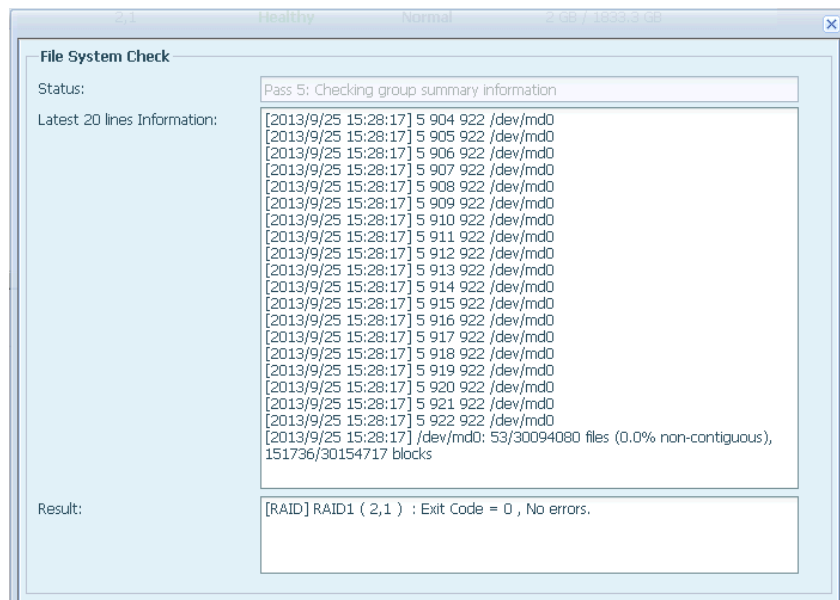 2,1 Healthy Normal 2 GB / 1833.3 GB
File System Check
Status:
Pass 5: Checking group summary information
Latest 20 lines Information:
[2013/9/25 15:28:17] 5 904 922 /dev/md0
[2013/9/25 15:28:17] 5 905 922 /dev/md0
[2013/9/25 15:28:17] 5 906 922 /dev/md0
[2013/9/25 15:28:17] 5 907 922 /dev/md0
[2013/9/25 15:28:17] 5 908 922 /dev/md0
[2013/9/25 15:28:17] 5 909 922 /dev/md0
[2013/9/25 15:28:17] 5 910 922 /dev/md0
[2013/9/25 15:28:17] 5 911 922 /dev/md0
[2013/9/25 15:28:17] 5 912 922 /dev/md0
[2013/9/25 15:28:17] 5 913 922 /dev/md0
[2013/9/25 15:28:17] 5 914 922 /dev/md0
[2013/9/25 15:28:17] 5 915 922 /dev/md0
[2013/9/25 15:28:17] 5 916 922 /dev/md0
[2013/9/25 15:28:17] 5 917 922 /dev/md0
[2013/9/25 15:28:17] 5 918 922 /dev/md0
[2013/9/25 15:28:17] 5 919 922 /dev/md0
[2013/9/25 15:28:17] 5 920 922 /dev/md0
[2013/9/25 15:28:17] 5 921 922 /dev/md0
[2013/9/25 15:28:17] 5 922 922 /dev/md0
[2013/9/25 15:28:17] /dev/md0: 53/30094080 files (0.0% non-contiguous),
151736/30154717 blocks
Result:
[RAID] RAID1 ( 2,1 ) : Exit Code = 0 , No errors.